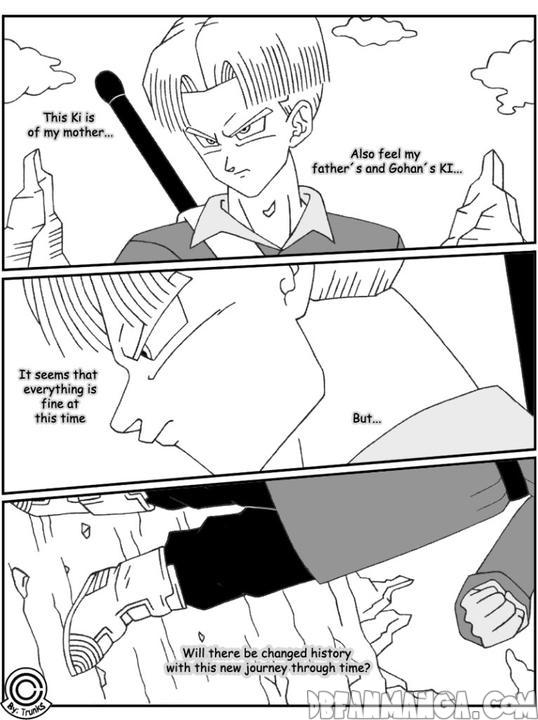 This Ki is
of my mother...
Also feel my
father´s and Gohan´s KI...
It seems that
everything is
fine at
this time
But...
Will there be changed history
with this new journey through time?
C
By: Trunks
DBFANMANGA.COM